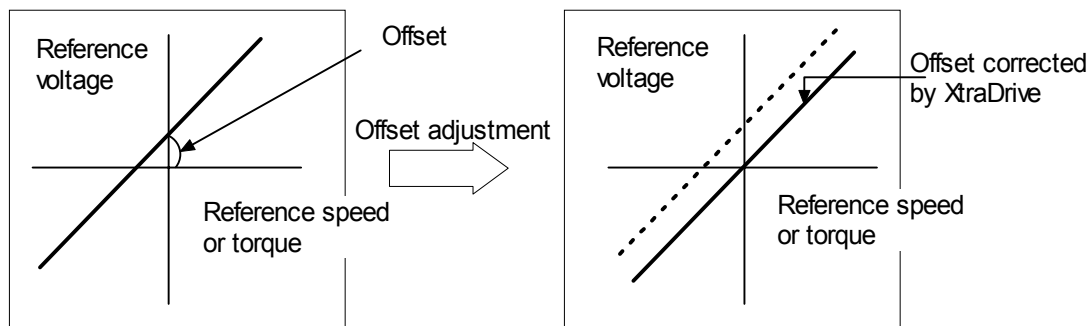 Reference
voltage
Offset
Reference speed
or torque
Offset adjustment
Reference
voltage
Offset corrected
by XtraDrive
Reference speed
or torque